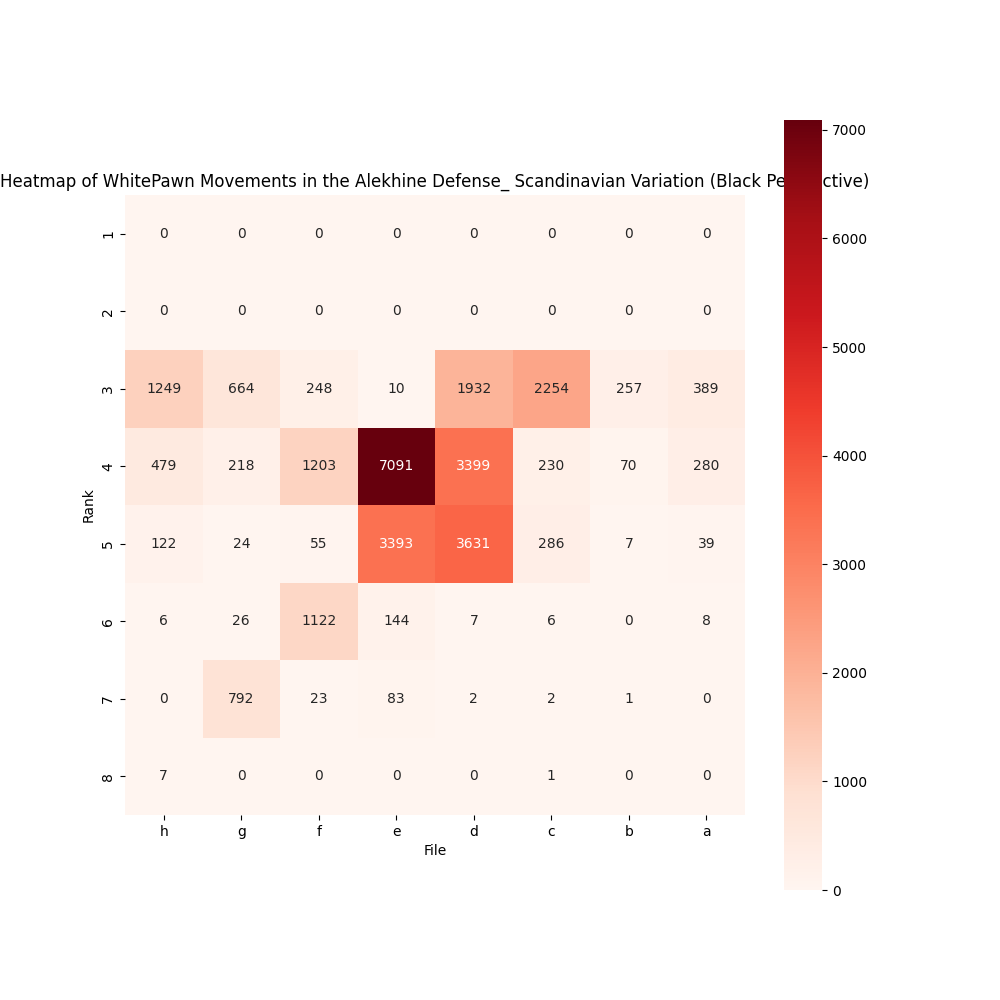 7000
Heatmap of WhitePawn Movements in the Alekhine Defense_ Scandinavian Variation (Black Pe ctive)
1 0 0 0 0 0 0 0 0
6000
2 0 0 0 0 0 0 0 0
5000
3 1249 664 248 10 1932 2254 257 389
4 479 218 1203 7091 3399 230 70 280
4000
Rank
5 122 24 55 3393 3631 286 7 39
3000
6 6 26 1122 144 7 6 0 8
2000
7 0 792 23 83 2 2 1 0
8 7 0 0 0 0 1 0 0
1000
h g f e d c b a
File
0